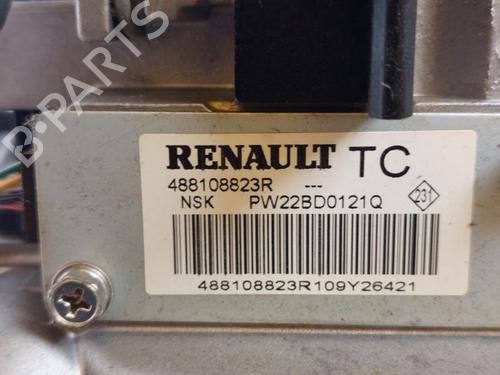 B-PARTS
RENAULT TC
488108823R ---
NSK PW22BD0121Q
231
488108823R109Y26421